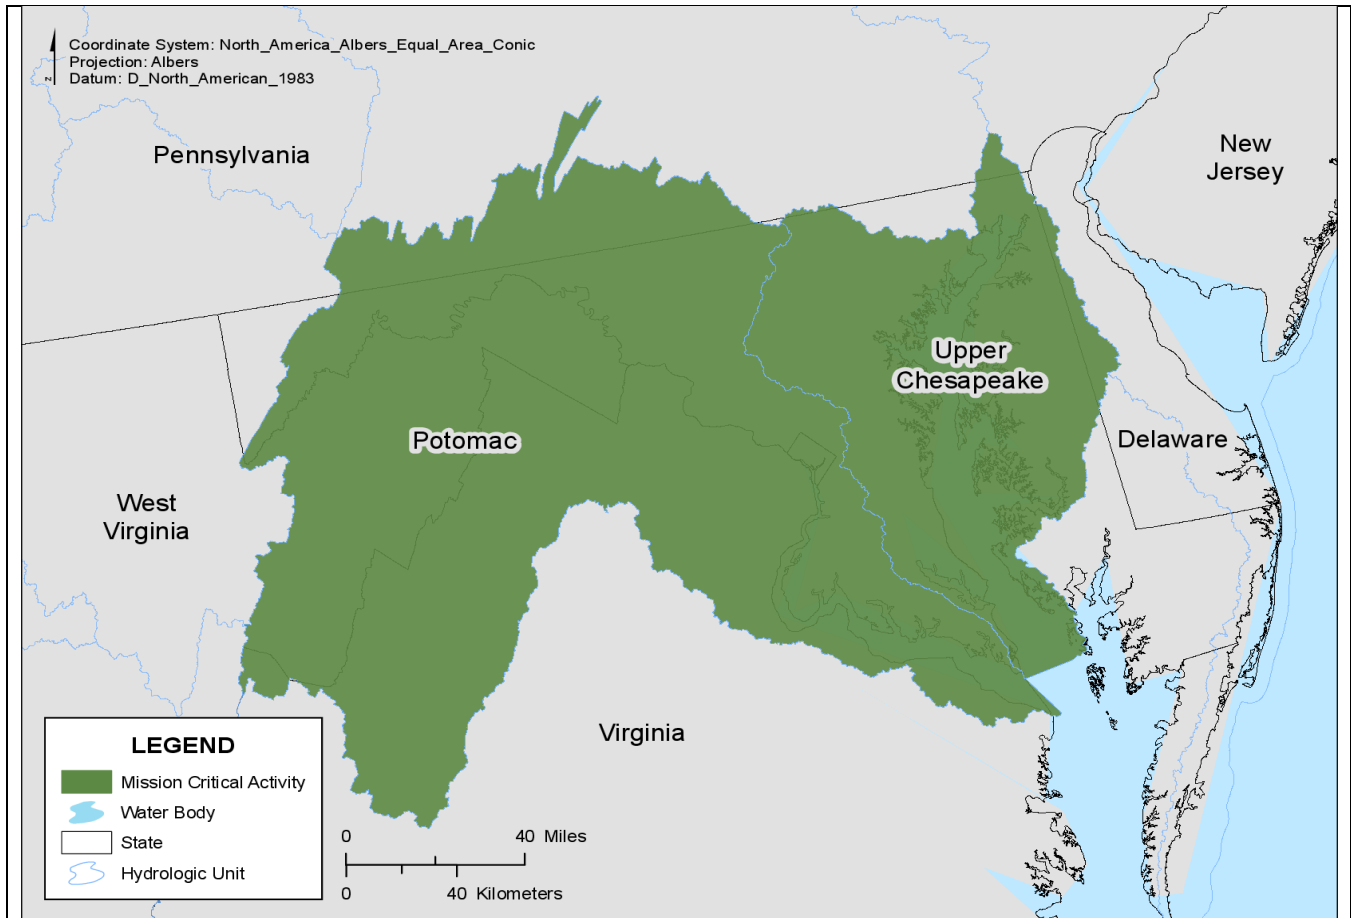 Coordinate System: North_America_Albers_Equal_Area_Conic
Projection: Albers
Datum: D_North_American_1983
N
Pennsylvania
New
Jersey
Upper
Chesapeake
Potomac
Delaware
West
Virginia
Virginia
LEGEND
Mission Critical Activity
Water Body
State
Hydrologic Unit
0 40 Miles
0 40 Kilometers